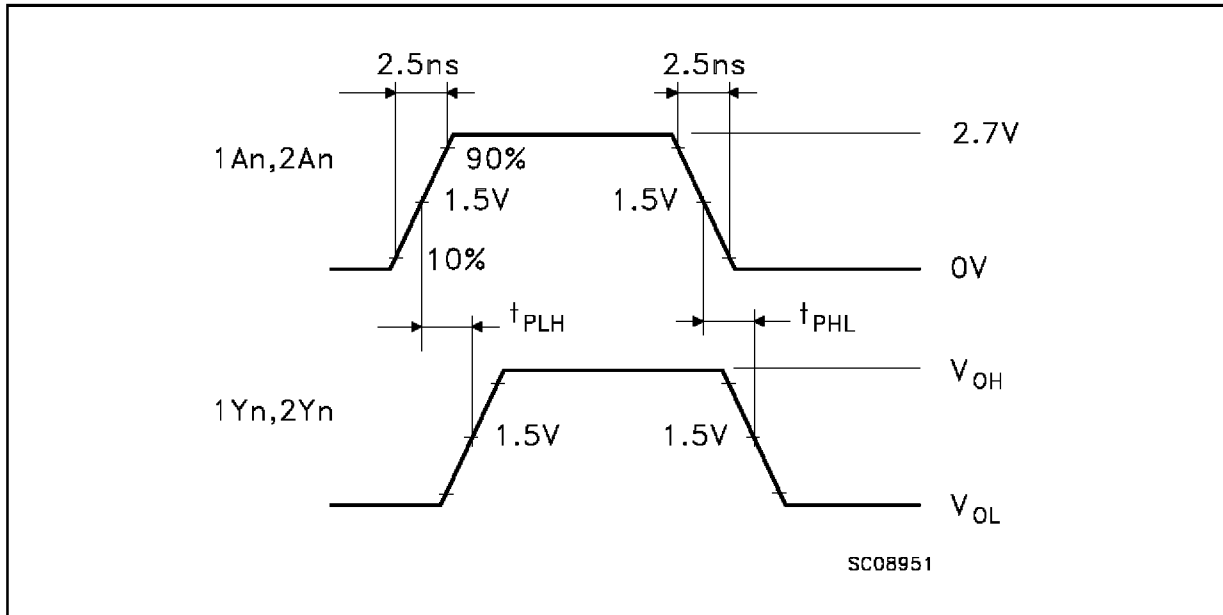 2.5ns 2.5ns
2.7V
1An,2An
90%
1.5V 1.5V
10%
0V
tPLH tPHL
VOH
1Yn,2Yn
1.5V 1.5V
VOL
SC08951